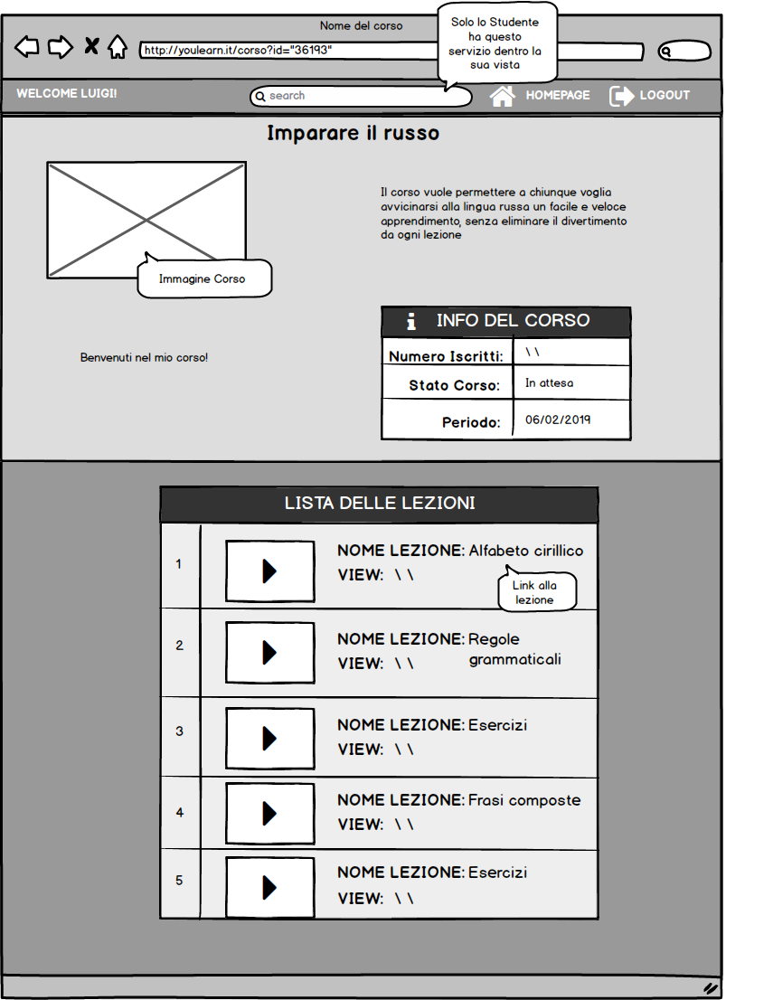 Nome del corso
Solo lo Studente
ha questo
servizio dentro la
sua vista
http://youlearn.it/corso?id="36193"
WELCOME LUIGI!
search
HOMEPAGE
LOGOUT
Imparare il russo
Il corso vuole permettere a chiunque voglia
avvicinarsi alla lingua russa un facile e veloce
apprendimento, senza eliminare il divertimento
da ogni lezione
Immagine Corso
Benvenuti nel mio corso!
INFO DEL CORSO
Numero Iscritti: \ \
Stato Corso: In attesa
Periodo: 06/02/2019
LISTA DELLE LEZIONI
1
NOME LEZIONE: Alfabeto cirillico
VIEW: \ \
Link alla
lezione
2
NOME LEZIONE: Regole
grammaticali
VIEW: \ \
3
NOME LEZIONE: Esercizi
VIEW: \ \
4
NOME LEZIONE: Frasi composte
VIEW: \ \
5
NOME LEZIONE: Esercizi
VIEW: \ \